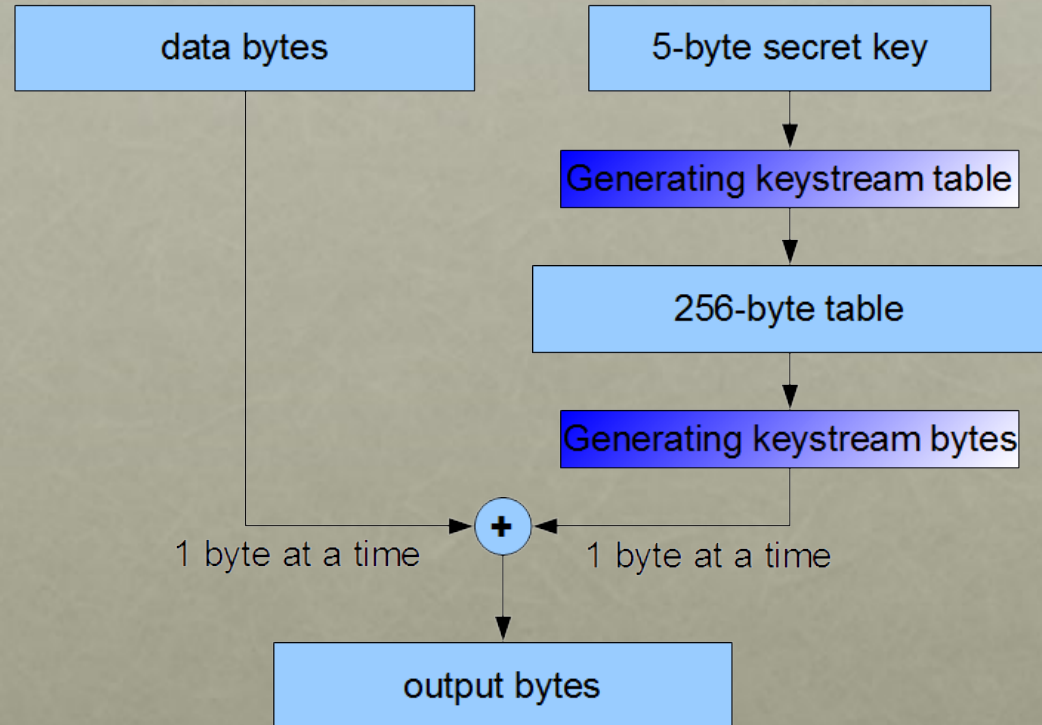 data bytes
5-byte secret key
Generating keystream table
256-byte table
Generating keystream bytes
+
1 byte at a time
1 byte at a time
output bytes